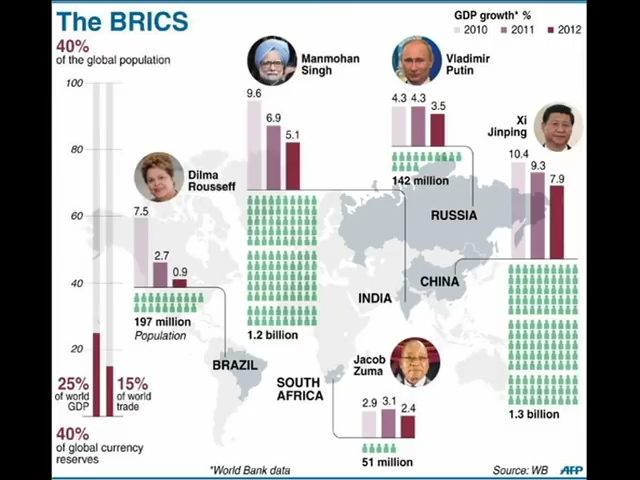 The BRICS
40%
of the global population
GDP growth* %
2010 2011 2012
100
80
60
40
20
25%
of world
GDP
15%
of world
trade
40%
of global currency
reserves
Dilma
Rousseff
7.5
2.7
0.9
197 million
Population
BRAZIL
Manmohan
Singh
9.6
6.9
5.1
1.2 billion
INDIA
Vladimir
Putin
4.3
4.3
3.5
142 million
RUSSIA
Xi
Jinping
10.4
9.3
7.9
1.3 billion
CHINA
Jacob
Zuma
SOUTH
AFRICA
2.9
3.1
2.4
51 million
*World Bank data
Source: WB AFP